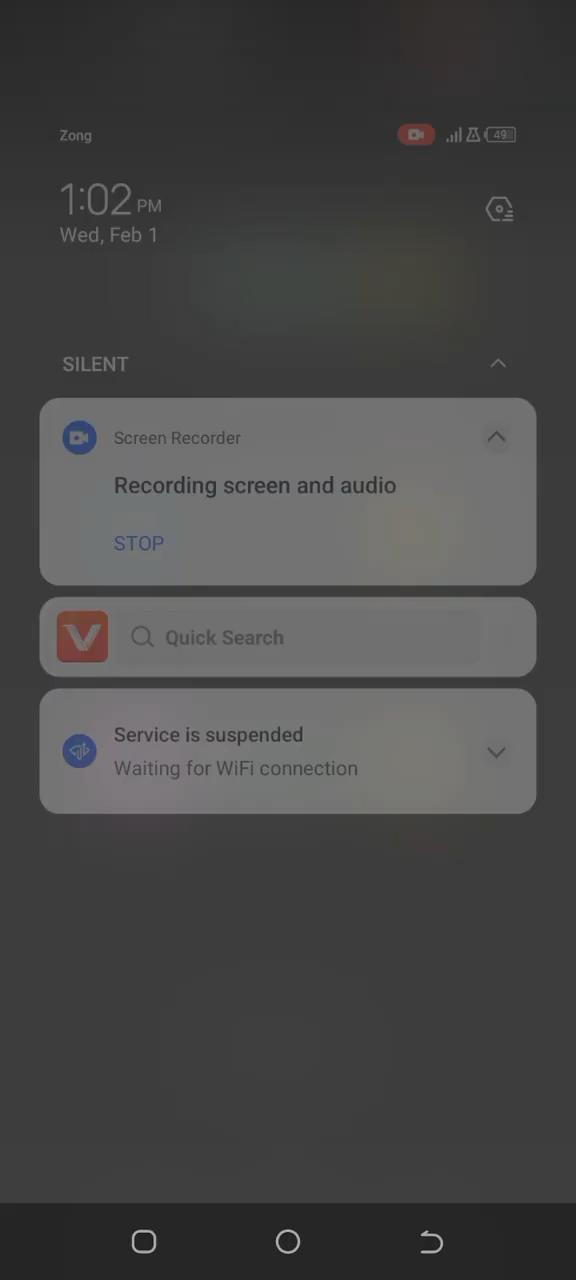 Zong
49
1:02 PM
Wed, Feb 1
SILENT
Screen Recorder
Recording screen and audio
STOP
Quick Search
Service is suspended
Waiting for WiFi connection